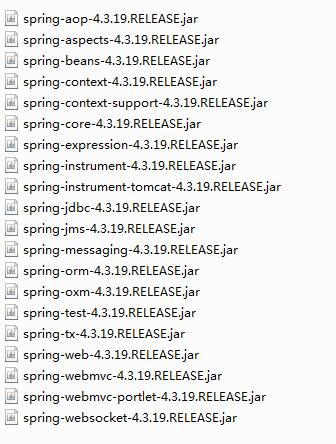 spring-aop-4.3.19.RELEASE.jar
spring-aspects-4.3.19.RELEASE.jar
spring-beans-4.3.19.RELEASE.jar
spring-context-4.3.19.RELEASE.jar
spring-context-support-4.3.19.RELEASE.jar
spring-core-4.3.19.RELEASE.jar
spring-expression-4.3.19.RELEASE.jar
spring-instrument-4.3.19.RELEASE.jar
spring-instrument-tomcat-4.3.19.RELEASE.jar
spring-jdbc-4.3.19.RELEASE.jar
spring-jms-4.3.19.RELEASE.jar
spring-messaging-4.3.19.RELEASE.jar
spring-orm-4.3.19.RELEASE.jar
spring-oxm-4.3.19.RELEASE.jar
spring-test-4.3.19.RELEASE.jar
spring-tx-4.3.19.RELEASE.jar
spring-web-4.3.19.RELEASE.jar
spring-webmvc-4.3.19.RELEASE.jar
spring-webmvc-portlet-4.3.19.RELEASE.jar
spring-websocket-4.3.19.RELEASE.jar